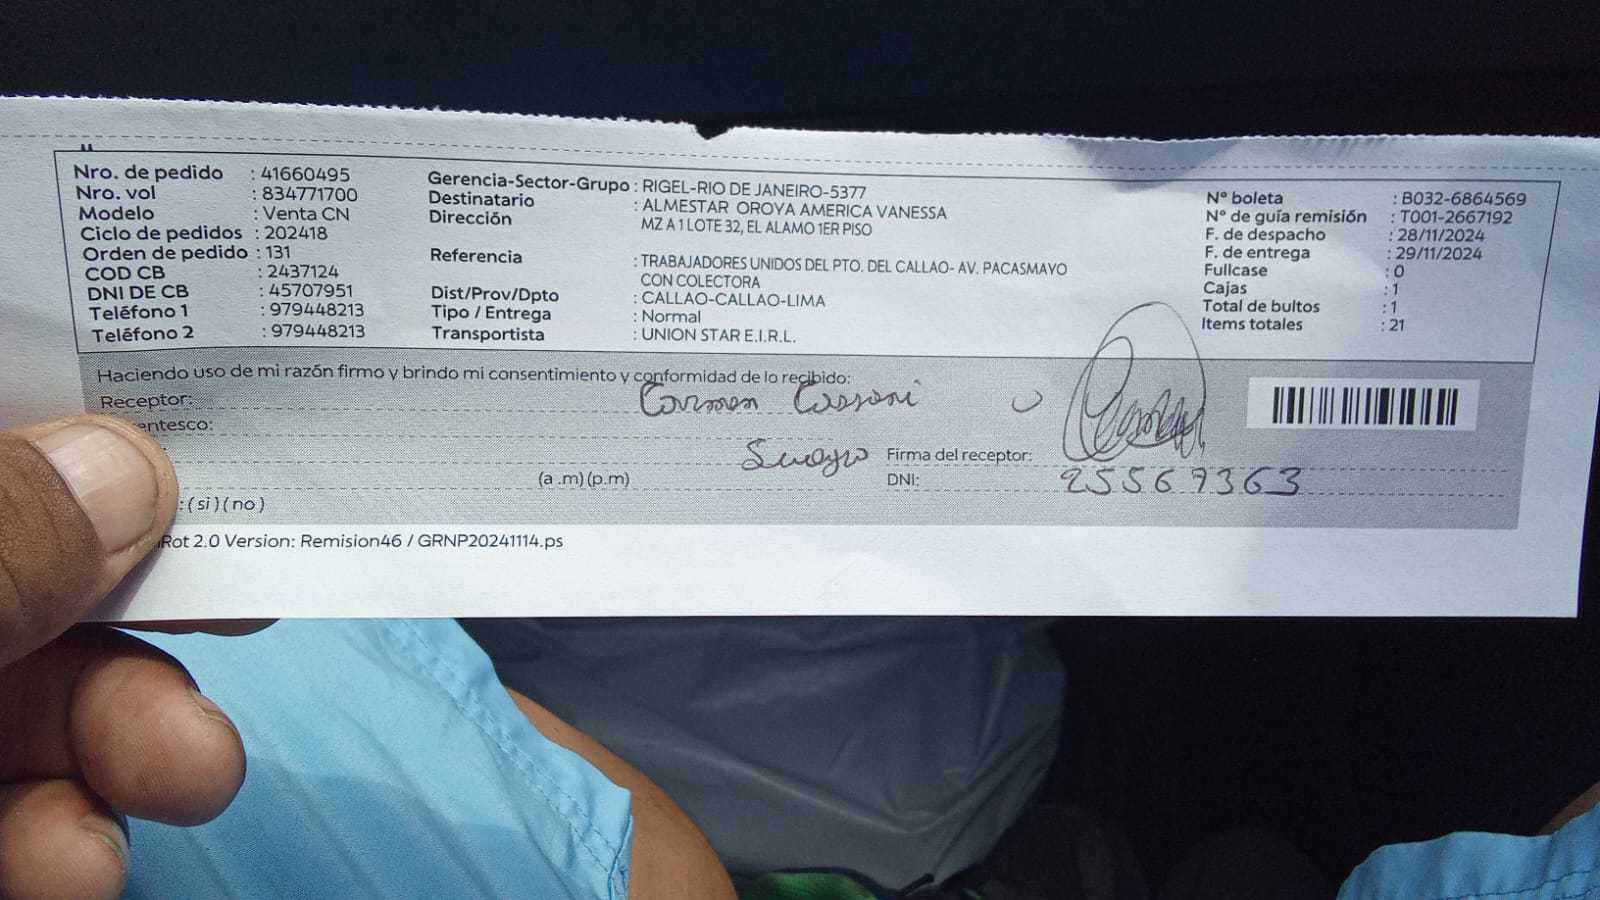 Nro. de pedido : 41660495
Nro. vol : 834771700
Modelo : Venta CN
Ciclo de pedidos : 202418
Orden de pedido : 131
COD CB : 2437124
DNI DE CB : 45707951
Teléfono 1 : 979448213
Teléfono 2 : 979448213
Gerencia-Sector-Grupo : RIGEL-RIO DE JANEIRO-5377
Destinatario : ALMESTAR OROYA AMERICA VANESSA
Dirección MZ A 1 LOTE 32, EL ALAMO 1ER PISO
Referencia : TRABAJADORES UNIDOS DEL PTO. DEL CALLAO- AV. PACASMAYO
CON COLECTORA
Dist/Prov/Dpto : CALLAO-CALLAO-LIMA
Tipo / Entrega : Normal
Transportista : UNION STAR E.I.R.L.
Nº boleta : B032-6864569
Nº de guía remisión : T001-2667192
F. de despacho : 28/11/2024
F. de entrega : 29/11/2024
Fullcase : 0
Cajas : 1
Total de bultos : 1
Items totales : 21
Haciendo uso de mi razón firmo y brindo mi consentimiento y conformidad de lo recibido:
Receptor: Carmen
entesco:
Firma del receptor:
(a .m) (p.m)
DNI: 25567363
: ( si ) ( no )
Rot 2.0 Version: Remision46 / GRNP20241114.ps